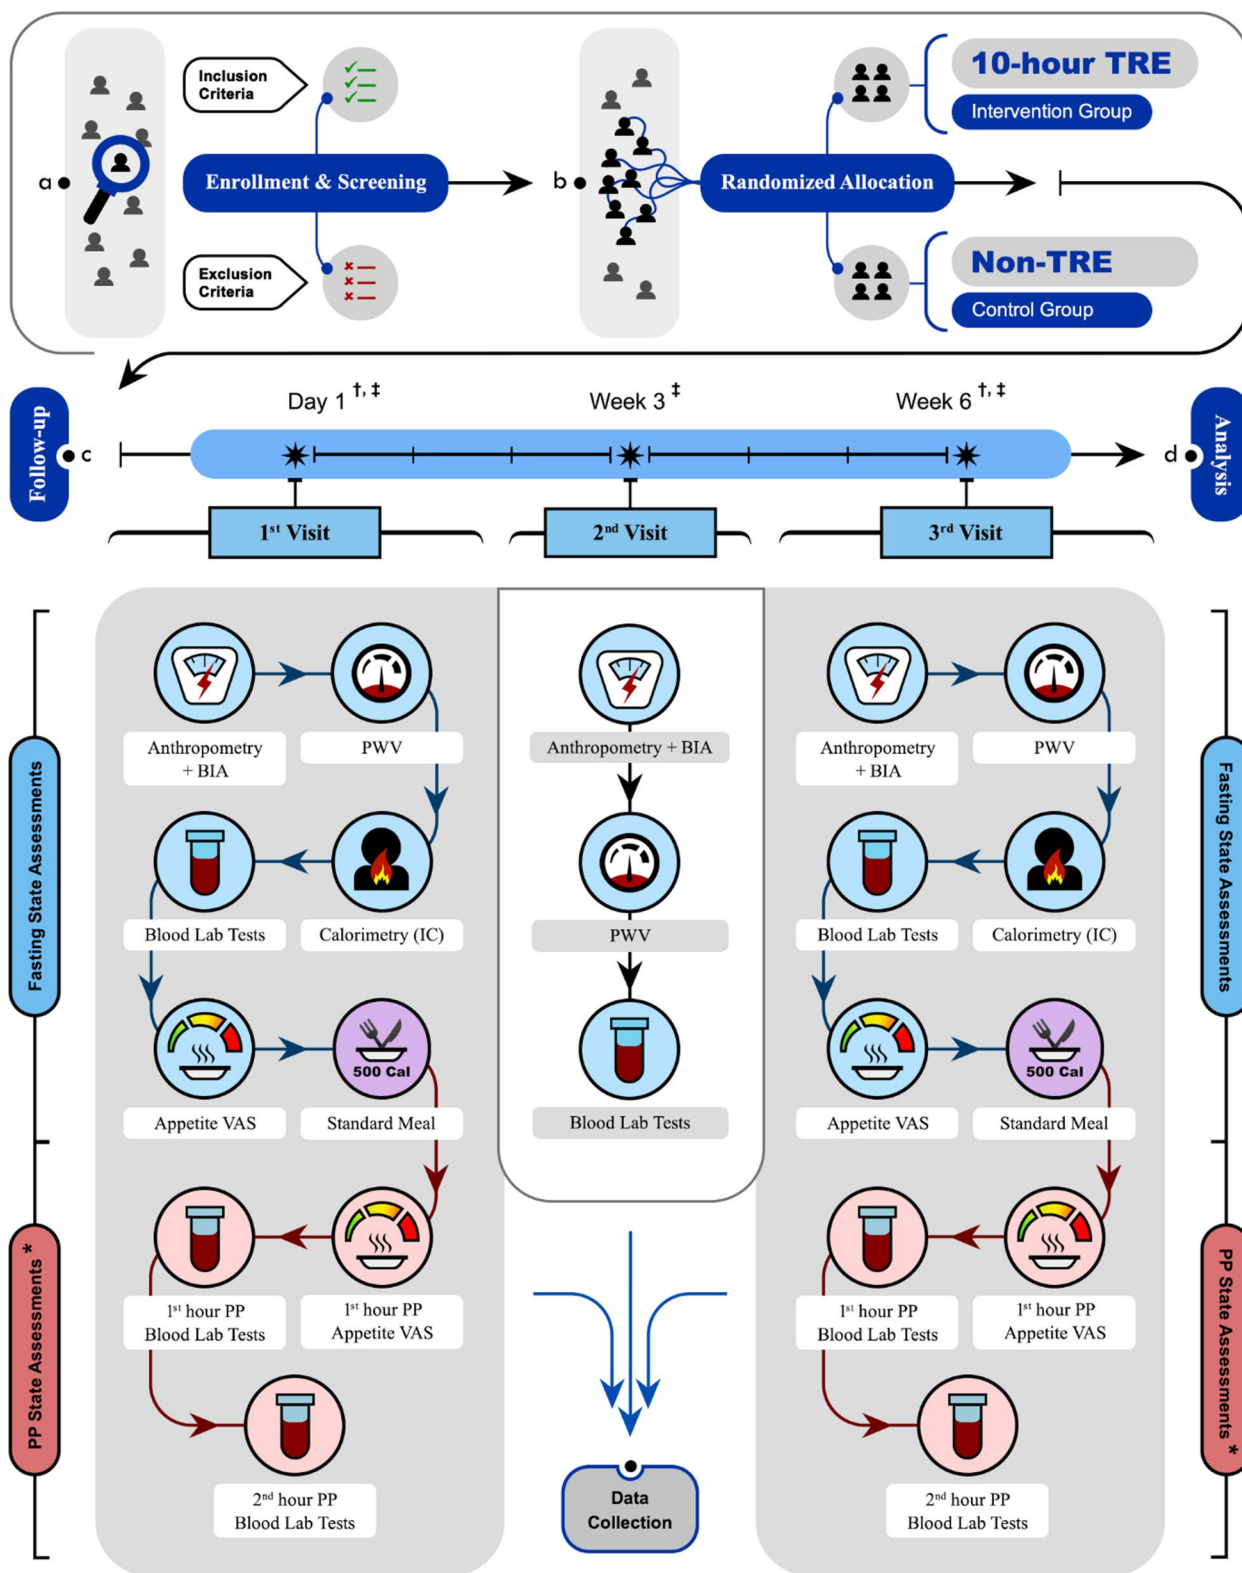 Inclusion
Criteria
10-hour TRE
Intervention Group
a
Enrollment & Screening
b
Randomized Allocation
Exclusion
Criteria
Non-TRE
Control Group
Follow-up
c
Day 1 †, ‡
Week 3 ‡
Week 6 †, ‡
d
Analysis
1st Visit
2nd Visit
3rd Visit
Fasting State Assessments
PP State Assessments *
Anthropometry
+ BIA
PWV
Blood Lab Tests
Calorimetry (IC)
500 Cal
Appetite VAS
Standard Meal
1st hour PP
Blood Lab Tests
1st hour PP
Appetite VAS
2nd hour PP
Blood Lab Tests
Anthropometry + BIA
PWV
Blood Lab Tests
Data
Collection
Anthropometry
+ BIA
PWV
Blood Lab Tests
Calorimetry (IC)
500 Cal
Appetite VAS
Standard Meal
1st hour PP
Blood Lab Tests
1st hour PP
Appetite VAS
2nd hour PP
Blood Lab Tests
Fasting State Assessments
PP State Assessments *